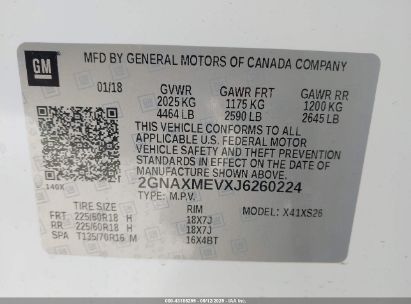 GM
MFD BY GENERAL MOTORS OF CANADA COMPANY
01/18 GVWR GAWR FRT GAWR RR
2025 KG 1175 KG 1200 KG
4464 LB 2590 LB 2645 LB
THIS VEHICLE CONFORMS TO ALL APPLICABLE
U.S. FEDERAL MOTOR VEHICLE SAFETY AND
THEFT PREVENTION STANDARDS IN EFFECT ON
THE DATE OF MANUFACTURE SHOWN ABOVE.
140X 2GNAXMEVXJ6260224
TYPE: M.P.V. MODEL: X41XS26
TIRE SIZE RIM
FRT: 225/60R18 H 18X7J
RR: 225/60R18 H 18X7J
SPA: T135/70R16 M 16X4BT